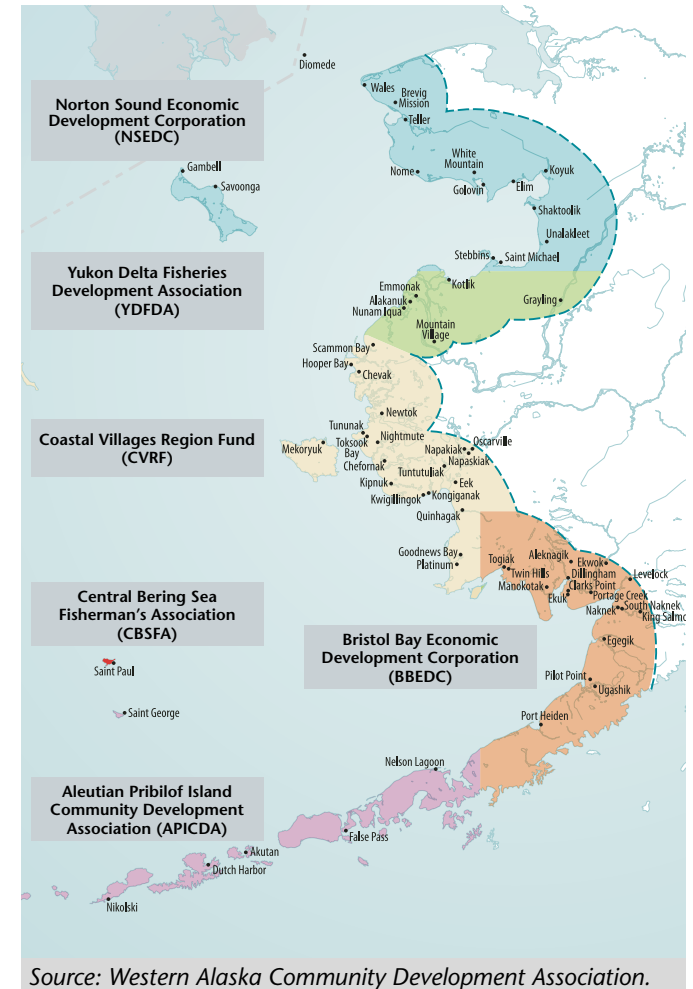 Diomede
Wales
Brevig
Mission
Teller
Norton Sound Economic
Development Corporation
(NSEDC)
Gambell
Savoonga
White
Mountain
Nome
Golovin
Elim
Koyuk
Shaktoolik
Unalakleet
Stebbins
Saint Michael
Yukon Delta Fisheries
Development Association
(YDFDA)
Emmonak
Kotlik
Alakanuk
Nunam Iqua
Grayling
Mountain
Village
Scammon Bay
Hooper Bay
Chevak
Newtok
Coastal Villages Region Fund
(CVRF)
Mekoryuk
Tununak
Toksook
Bay
Nightmute
Oscarville
Napakiak
Napaskiak
Chefornak
Tuntutuliak
Kipnuk
Eek
Kwigillingok
Kongiganak
Quinhagak
Goodnews Bay
Platinum
Togiak
Twin Hills
Aleknagik
Manokotak
Ekwok
Dillingham
Clarks Point
Ekuk
Portage Creek
Levelock
Naknek
South Naknek
King Salmo
Egegik
Central Bering Sea
Fisherman's Association
(CBSFA)
Saint Paul
Saint George
Bristol Bay Economic
Development Corporation
(BBEDC)
Pilot Point
Ugashik
Port Heiden
Nelson Lagoon
Aleutian Pribilof Island
Community Development
Association (APICDA)
False Pass
Akutan
Dutch Harbor
Nikolski
Source: Western Alaska Community Development Association.